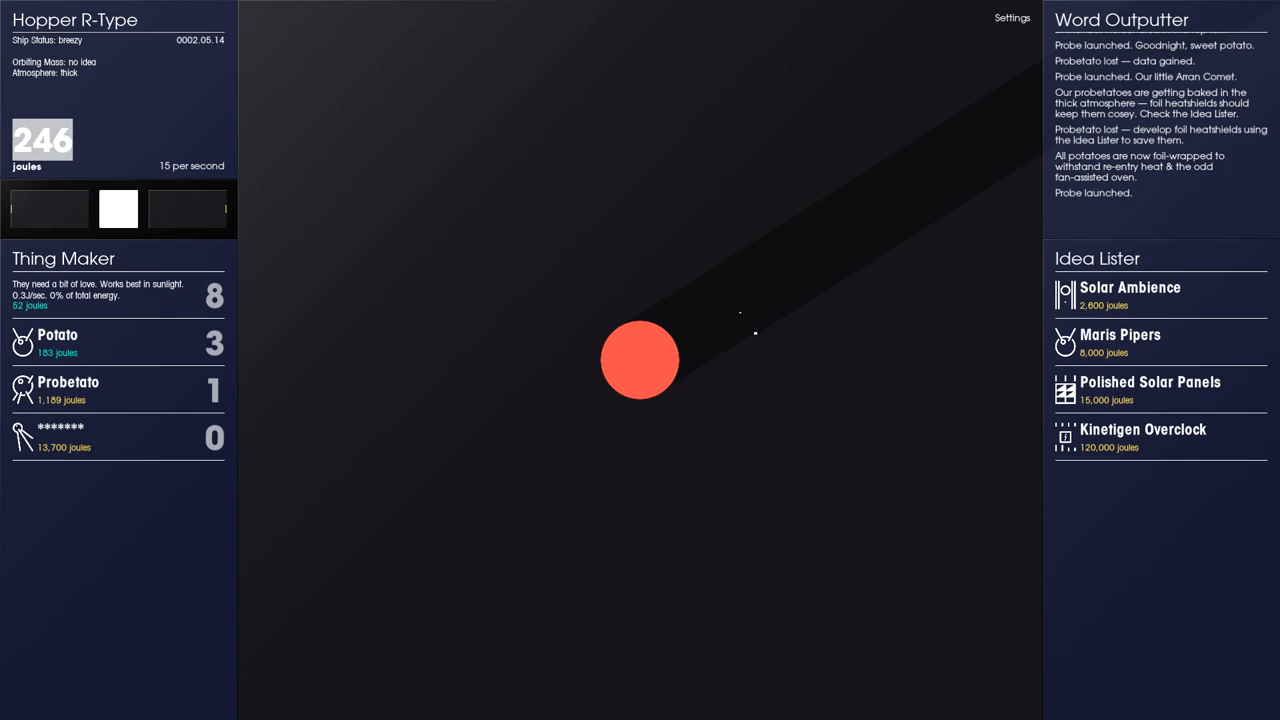 Hopper R-Type
Ship Status: breezy
0002.05.14
Orbiting Mass: no idea
Atmosphere: thick
246
joules
15 per second
Thing Maker
They need a bit of love. Works best in sunlight.
0.3J/sec. 0% of total energy.
52 joules
8
Potato
183 joules
3
Probetato
1,189 joules
1
*******
13,700 joules
0
Settings
Word Outputter
Probe launched. Goodnight, sweet potato.
Probetato lost — data gained.
Probe launched. Our little Arran Comet.
Our probetatoes are getting baked in the
thick atmosphere — foil heatshields should
keep them cosey. Check the Idea Lister.
Probetato lost — develop foil heatshields using
the Idea Lister to save them.
All potatoes are now foil-wrapped to
withstand re-entry heat & the odd
fan-assisted oven.
Probe launched.
Idea Lister
Solar Ambience
2,600 joules
Maris Pipers
8,000 joules
Polished Solar Panels
15,000 joules
Kinetigen Overclock
120,000 joules